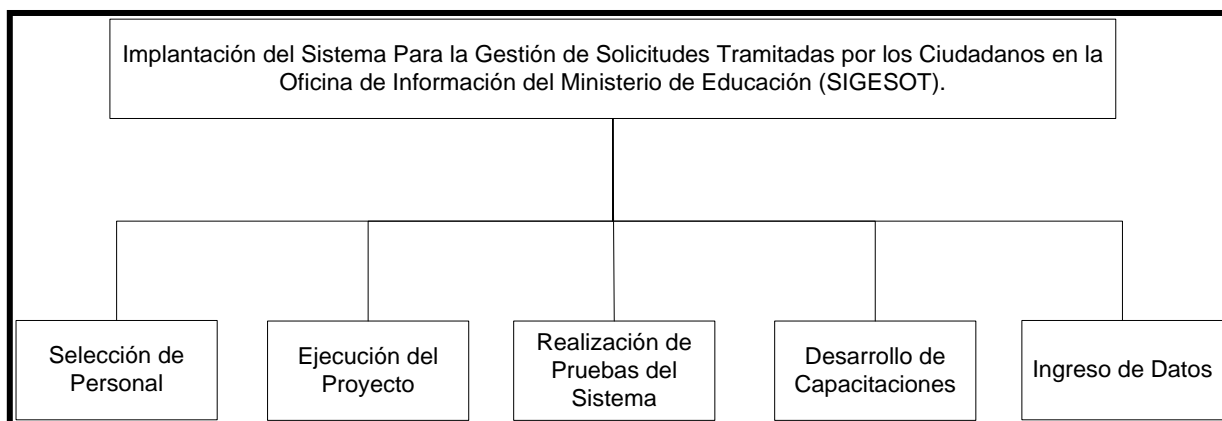 Implantación del Sistema Para la Gestión de Solicitudes Tramitadas por los Ciudadanos en la
Oficina de Información del Ministerio de Educación (SIGESOT).
Selección de
Personal
Ejecución del
Proyecto
Realización de
Pruebas del
Sistema
Desarrollo de
Capacitaciones
Ingreso de Datos